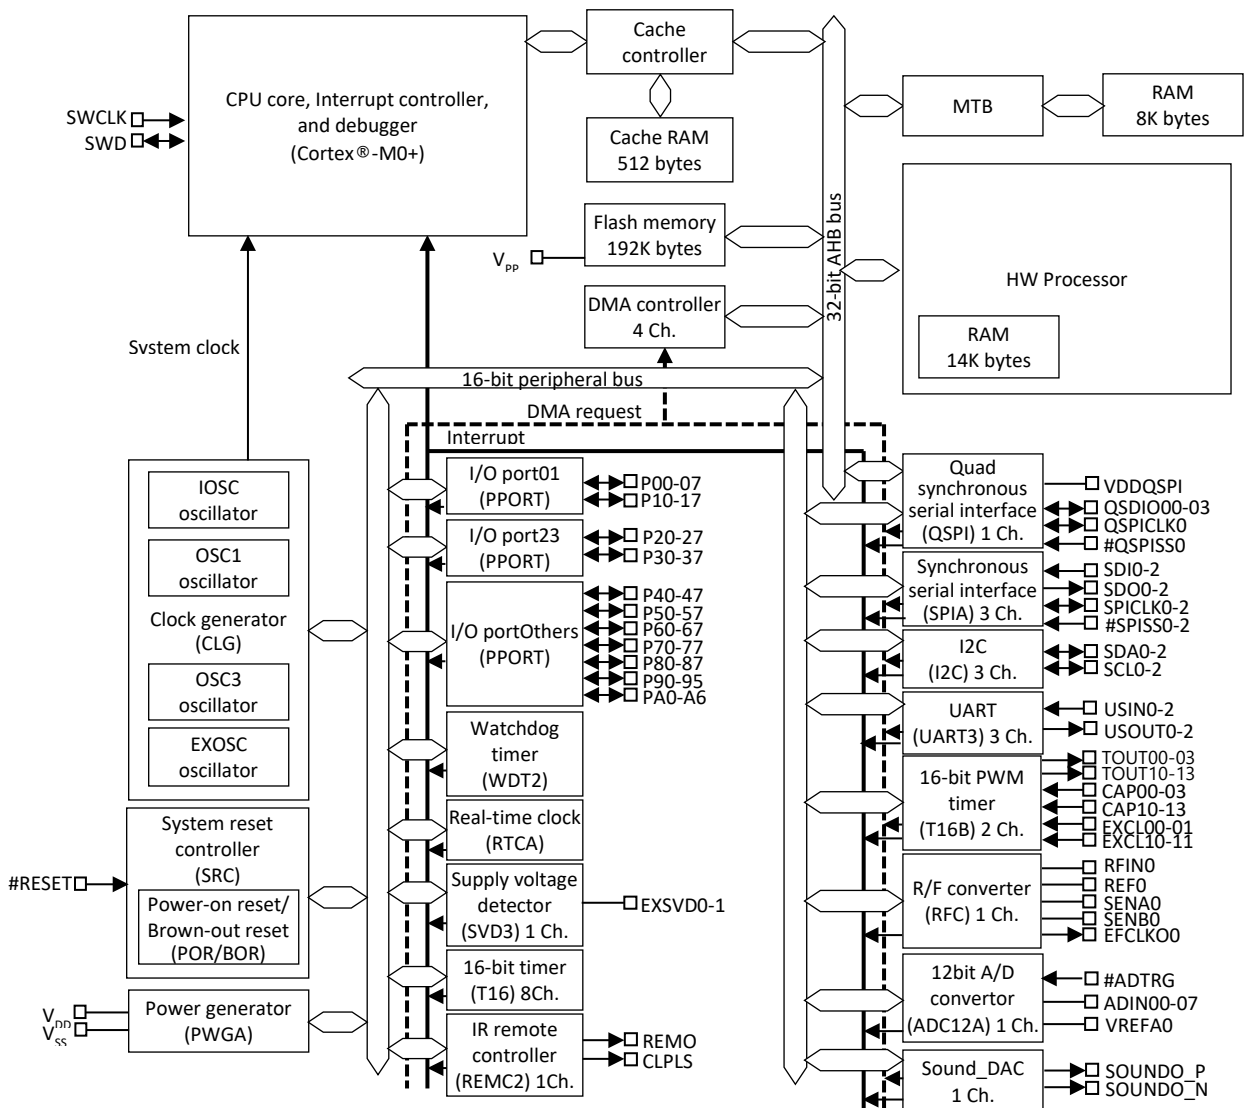 CPU core, Interrupt controller,
and debugger
(Cortex®-M0+)
SWCLK
SWD
Cache
controller
Cache RAM
512 bytes
Flash memory
192K bytes
VPP
DMA controller
4 Ch.
32-bit AHB bus
MTB
RAM
8K bytes
HW Processor
RAM
14K bytes
System clock
16-bit peripheral bus
DMA request
Interrupt
IOSC
oscillator
OSC1
oscillator
Clock generator
(CLG)
OSC3
oscillator
EXOSC
oscillator
System reset
controller
(SRC)
#RESET
Power-on reset/
Brown-out reset
(POR/BOR)
Power generator
(PWGA)
VDD
VSS
I/O port01
(PPORT)
P00-07
P10-17
I/O port23
(PPORT)
P20-27
P30-37
I/O portOthers
(PPORT)
P40-47
P50-57
P60-67
P70-77
P80-87
P90-95
PA0-A6
Watchdog
timer
(WDT2)
Real-time clock
(RTCA)
Supply voltage
detector
(SVD3) 1 Ch.
EXSVD0-1
16-bit timer
(T16) 8Ch.
IR remote
controller
(REMC2) 1Ch.
REMO
CLPLS
Quad
synchronous
serial interface
(QSPI) 1 Ch.
VDDQSPI
QSDIO00-03
QSPICLK0
#QSPISS0
Synchronous
serial interface
(SPIA) 3 Ch.
SDI0-2
SDO0-2
SPICLK0-2
#SPISS0-2
I2C
(I2C) 3 Ch.
SDA0-2
SCL0-2
UART
(UART3) 3 Ch.
USIN0-2
USOUT0-2
16-bit PWM
timer
(T16B) 2 Ch.
TOUT00-03
TOUT10-13
CAP00-03
CAP10-13
EXCL00-01
EXCL10-11
R/F converter
(RFC) 1 Ch.
RFIN0
REF0
SENA0
SENB0
EFCLKO0
12bit A/D
convertor
(ADC12A) 1 Ch.
#ADTRG
ADIN00-07
VREFA0
Sound_DAC
1 Ch.
SOUNDO_P
SOUNDO_N